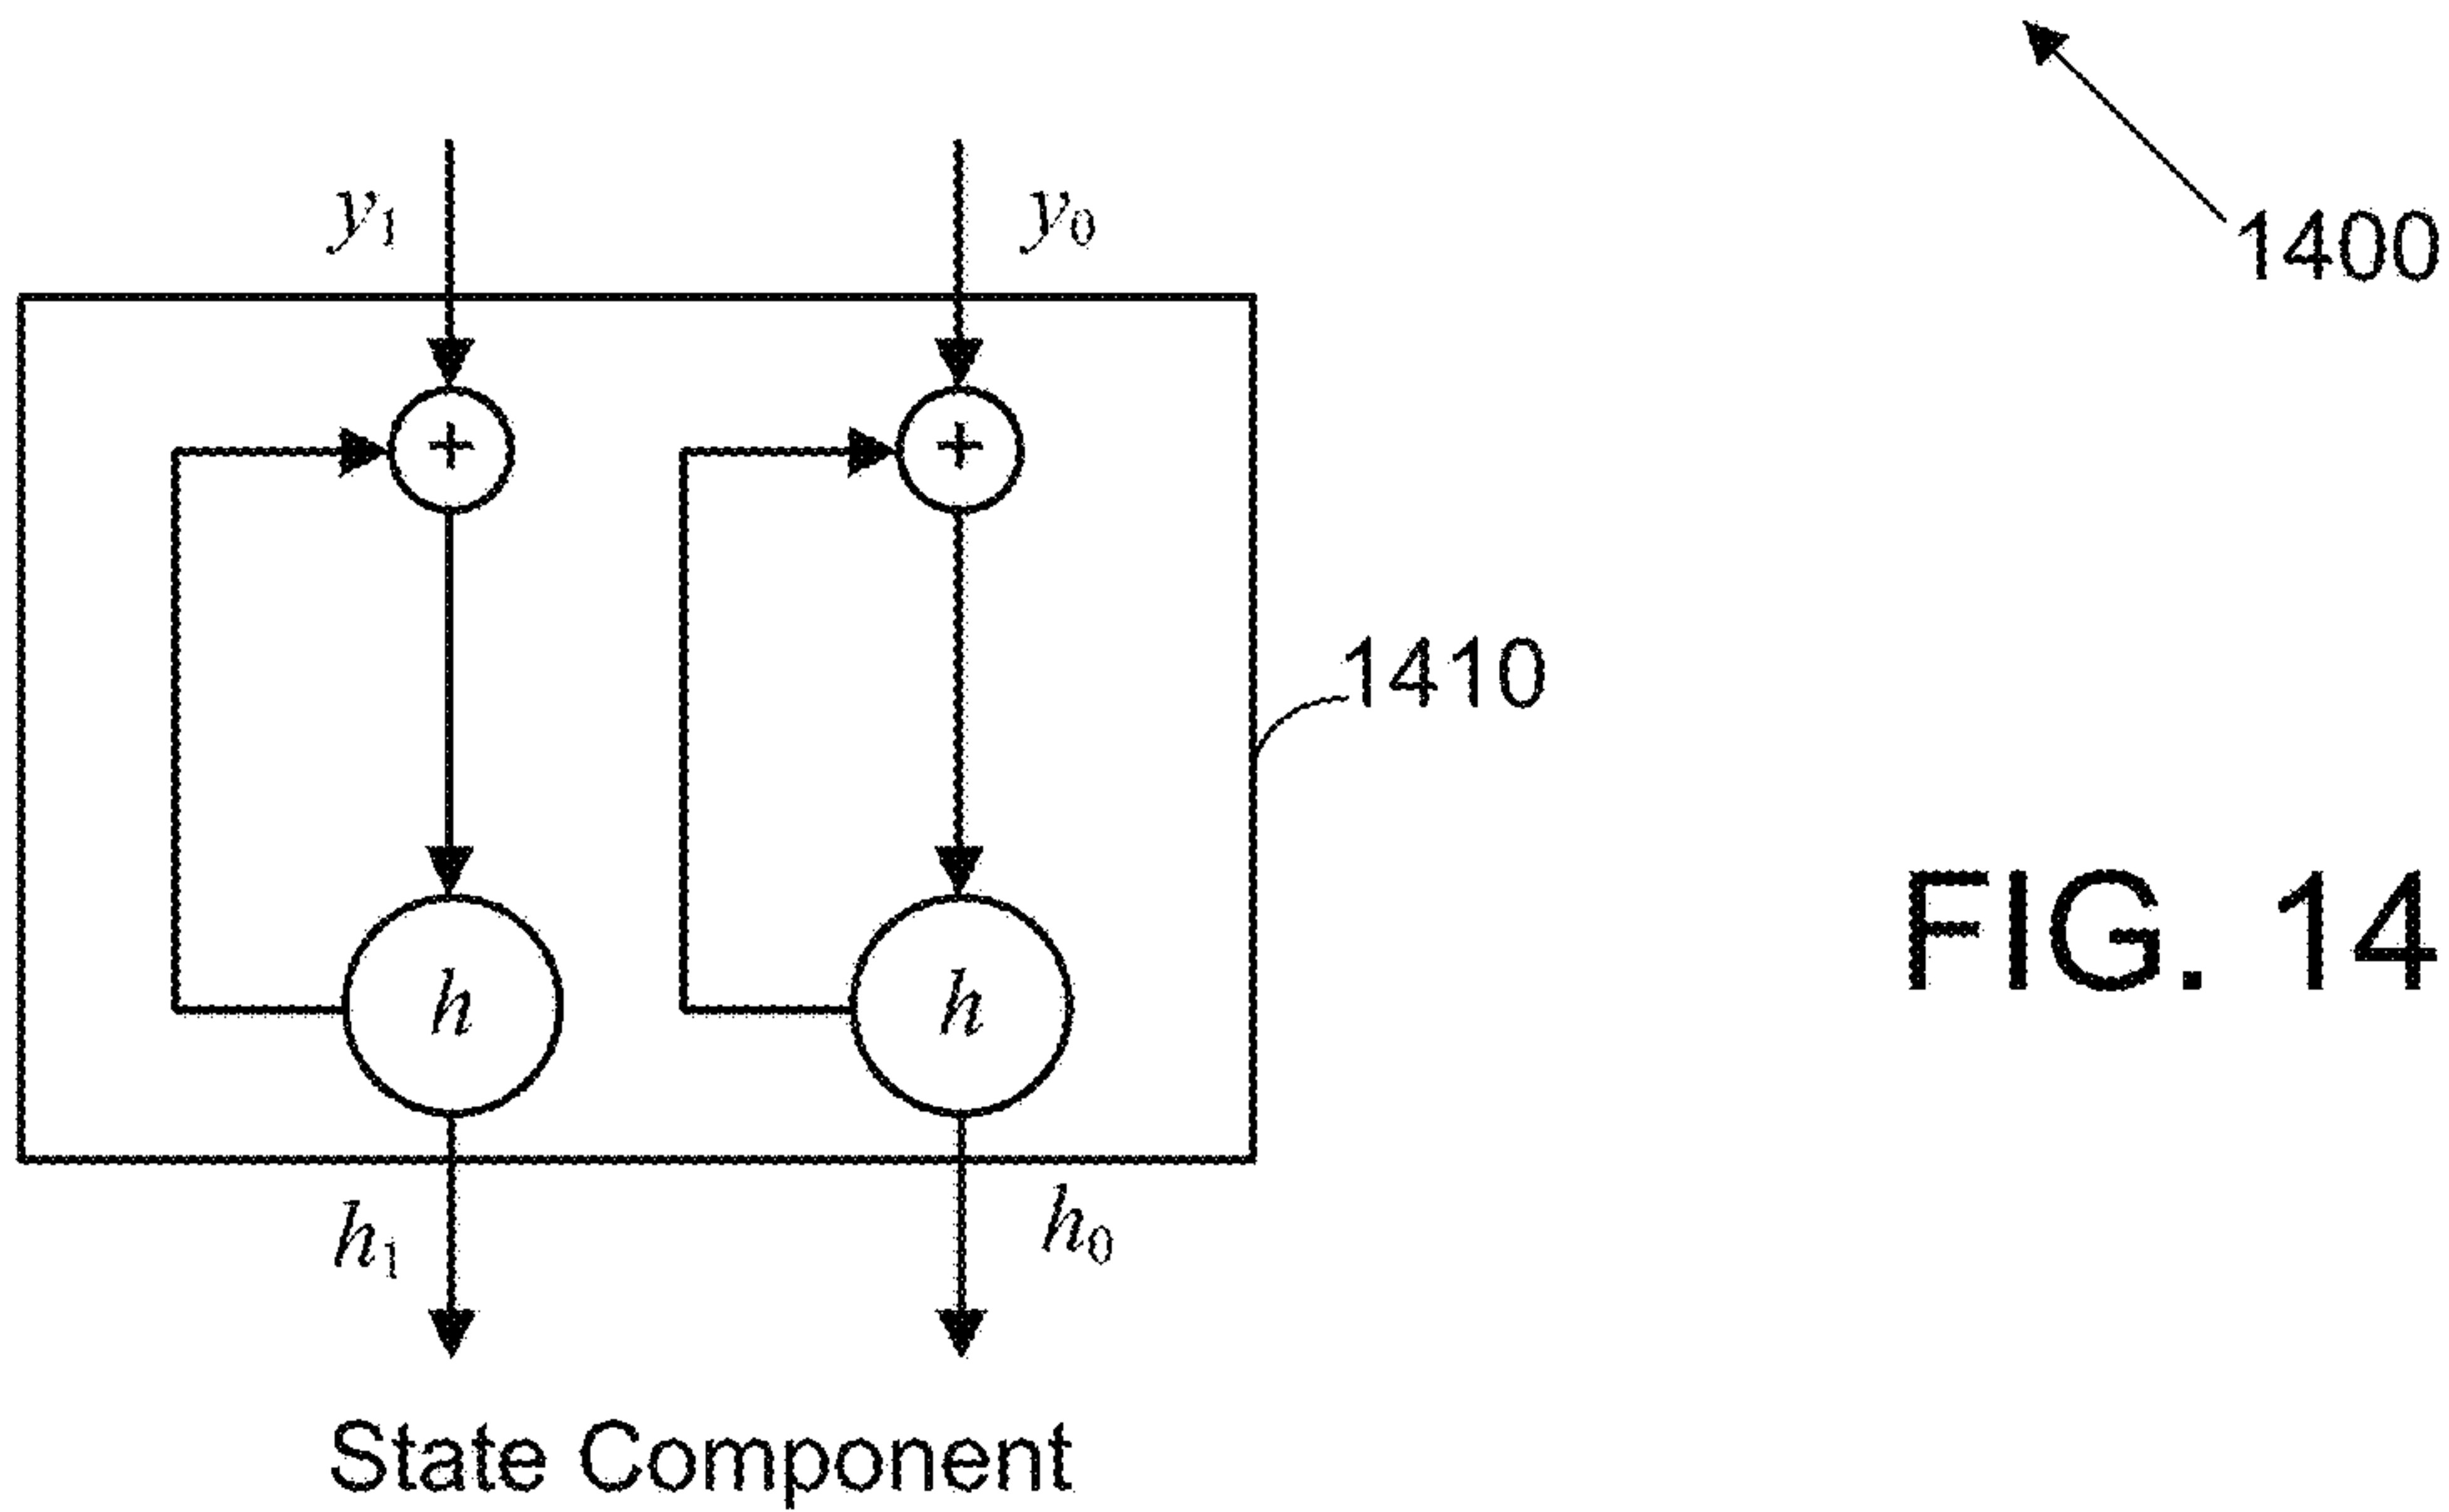 y₁
y₀
1400
+
+
1410
h
h
FIG. 14
h₁
h₀
State Component